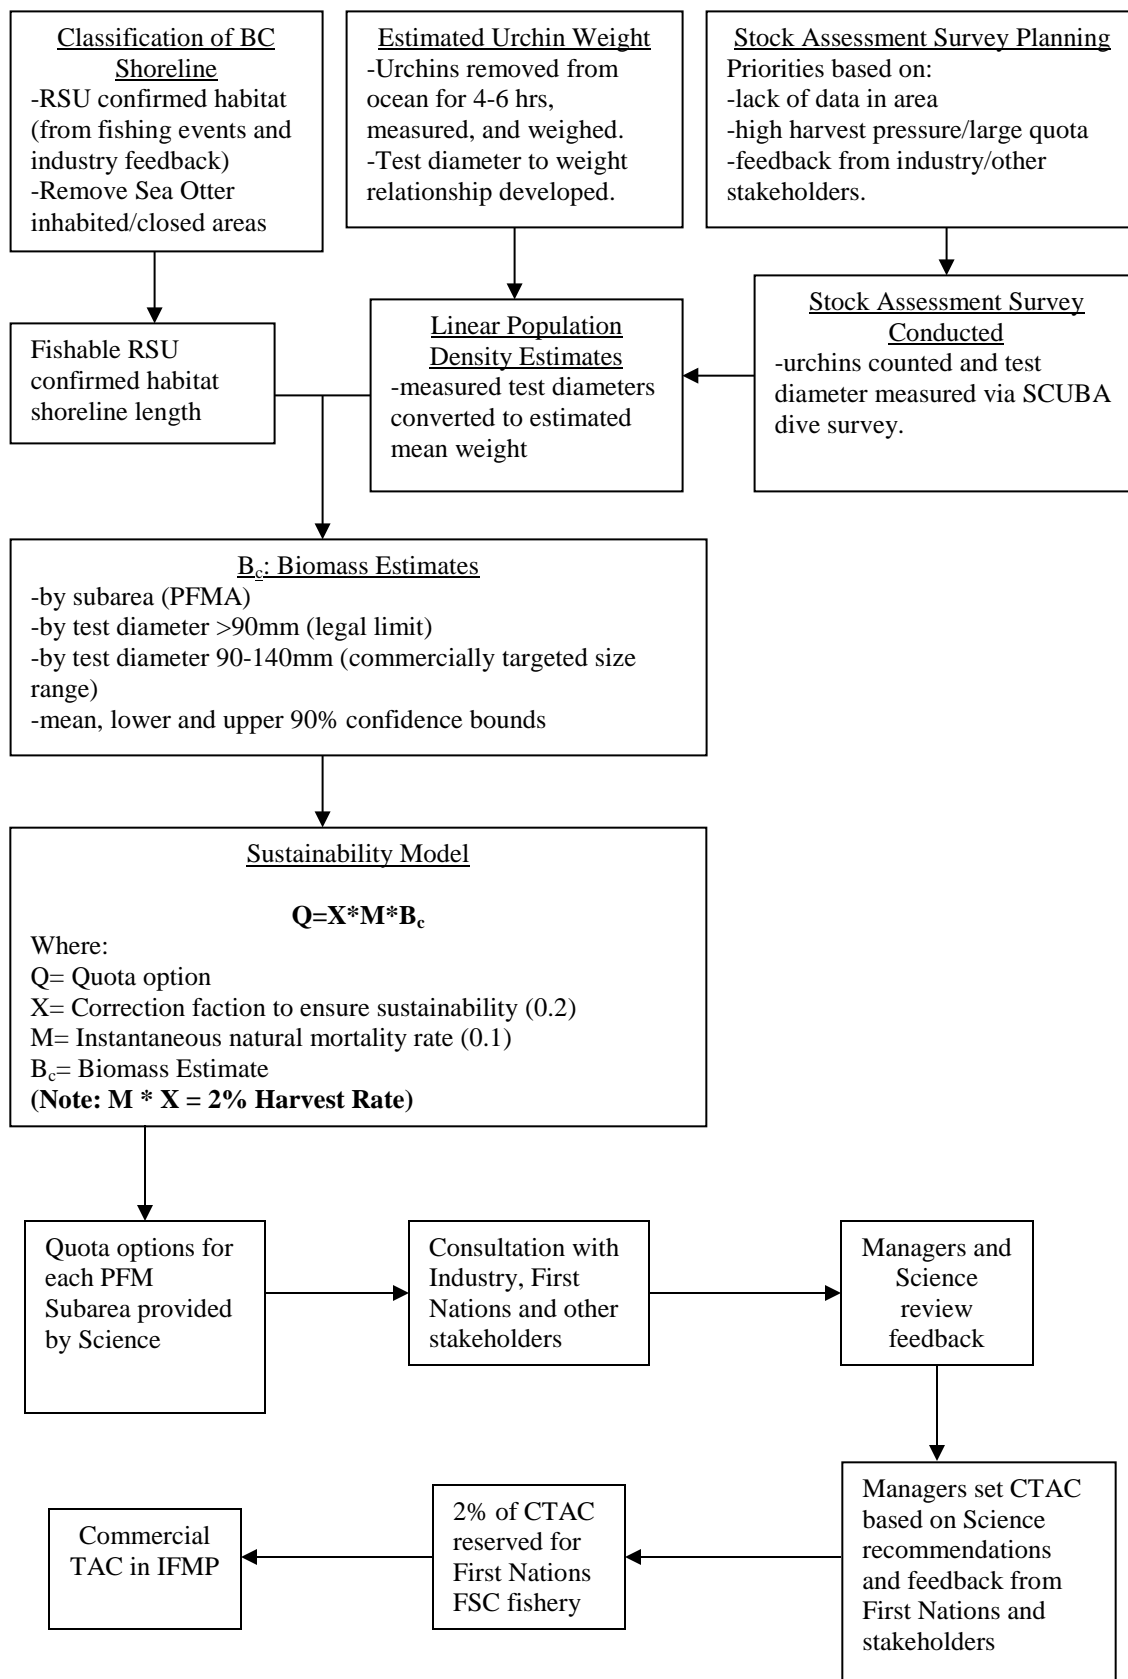 Classification of BC
Shoreline
-RSU confirmed habitat
(from fishing events and
industry feedback)
-Remove Sea Otter
inhabited/closed areas
Estimated Urchin Weight
-Urchins removed from
ocean for 4-6 hrs,
measured, and weighed.
-Test diameter to weight
relationship developed.
Stock Assessment Survey Planning
Priorities based on:
-lack of data in area
-high harvest pressure/large quota
-feedback from industry/other
stakeholders.
Fishable RSU
confirmed habitat
shoreline length
Linear Population
Density Estimates
-measured test diameters
converted to estimated
mean weight
Stock Assessment Survey
Conducted
-urchins counted and test
diameter measured via SCUBA
dive survey.
Bc: Biomass Estimates
-by subarea (PFMA)
-by test diameter >90mm (legal limit)
-by test diameter 90-140mm (commercially targeted size
range)
-mean, lower and upper 90% confidence bounds
Sustainability Model
Q=X*M*Bc
Where:
Q= Quota option
X= Correction faction to ensure sustainability (0.2)
M= Instantaneous natural mortality rate (0.1)
Bc= Biomass Estimate
(Note: M * X = 2% Harvest Rate)
Quota options for
each PFM
Subarea provided
by Science
Consultation with
Industry, First
Nations and other
stakeholders
Managers and
Science
review
feedback
Managers set CTAC
based on Science
recommendations
and feedback from
First Nations and
stakeholders
2% of CTAC
reserved for
First Nations
FSC fishery
Commercial
TAC in IFMP